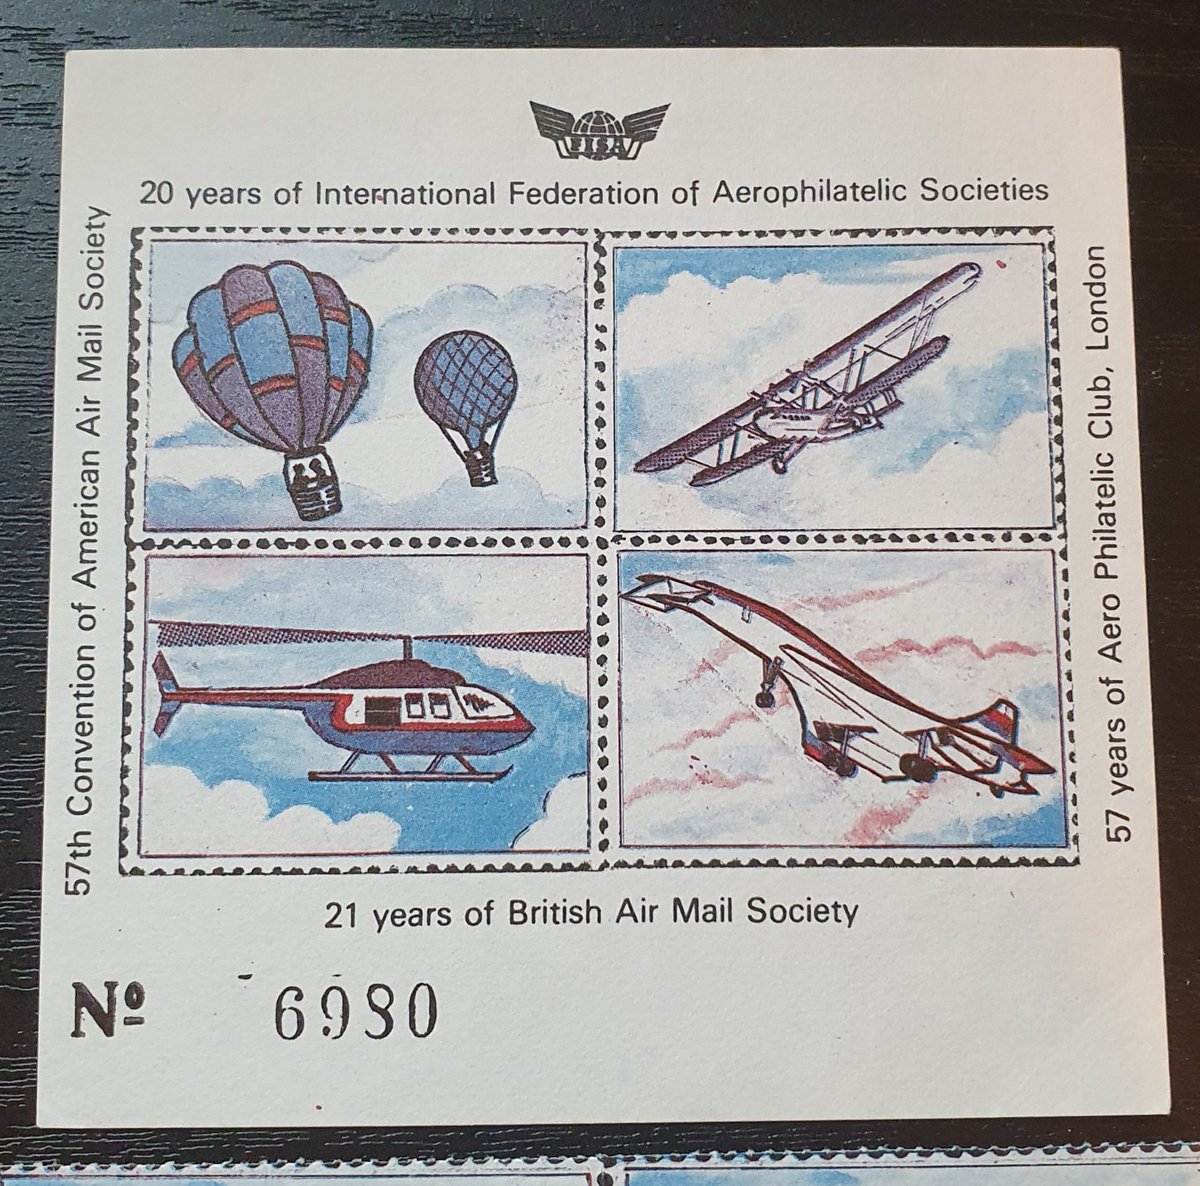 FISA
20 years of International Federation of Aerophilatelic Societies
57th Convention of American Air Mail Society
57 years of Aero Philatelic Club, London
21 years of British Air Mail Society
Nº 6980